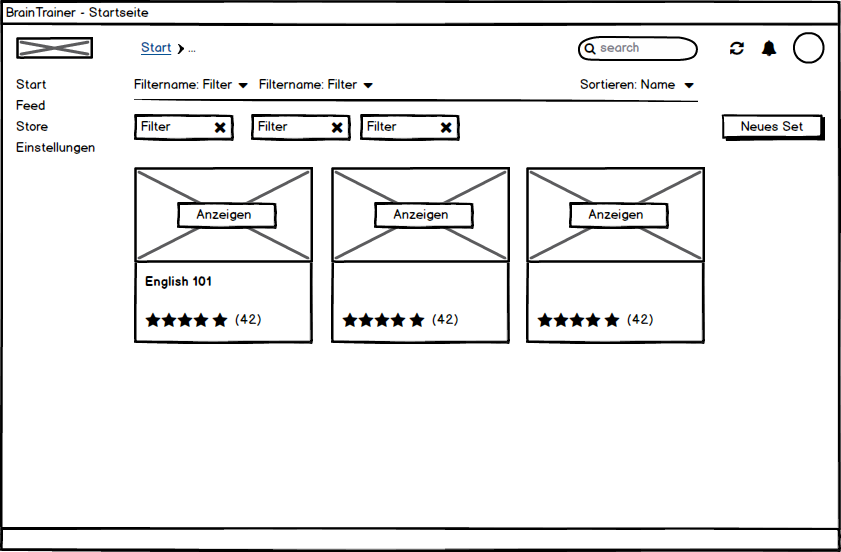 BrainTrainer - Startseite
Start ...
search
Start
Feed
Store
Einstellungen
Filtername: Filter Filtername: Filter Sortieren: Name
Filter Filter Filter
Neues Set
Anzeigen Anzeigen Anzeigen
English 101
(42) (42) (42)